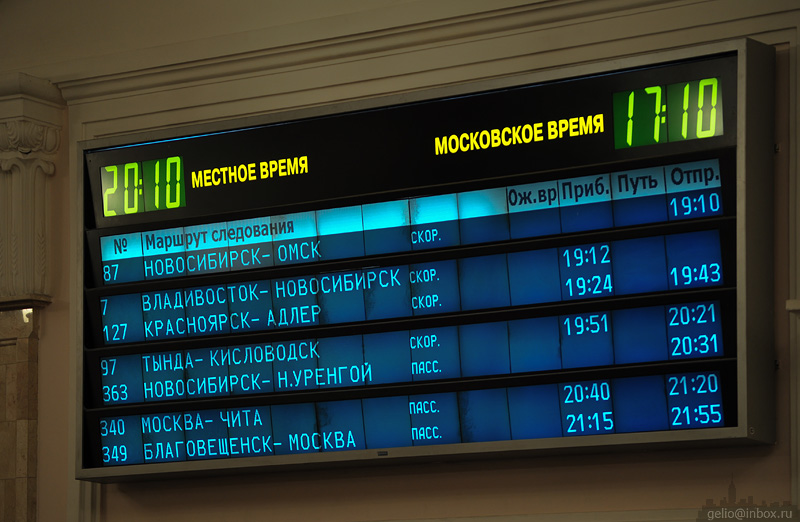 20:10 МЕСТНОЕ ВРЕМЯ МОСКОВСКОЕ ВРЕМЯ 17:10
№ Маршрут следования Ож.вр Приб. Путь Отпр.
87 НОВОСИБИРСК- ОМСК СКОР. 19:10
7 ВЛАДИВОСТОК- НОВОСИБИРСК СКОР. 19:12
127 КРАСНОЯРСК- АДЛЕР СКОР. 19:24 19:43
97 ТЫНДА- КИСЛОВОДСК СКОР. 19:51 20:21
363 НОВОСИБИРСК- Н.УРЕНГОЙ ПАСС. 20:31
340 МОСКВА- ЧИТА ПАСС. 20:40 21:20
349 БЛАГОВЕЩЕНСК- МОСКВА ПАСС. 21:15 21:55
gelio@inbox.ru